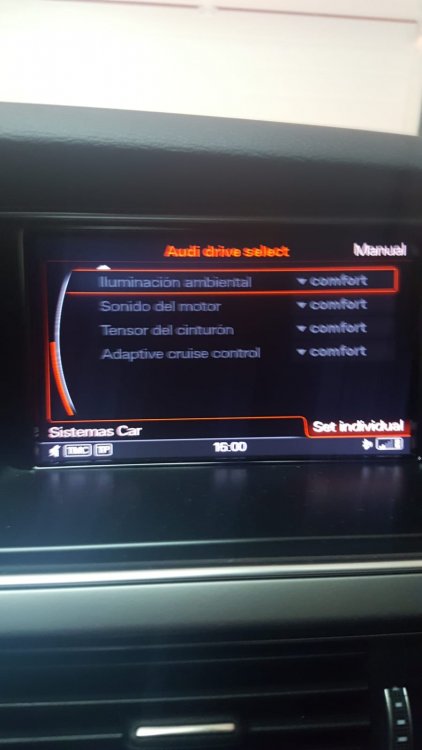 Audi drive select Manual
Iluminación ambiental comfort
Sonido del motor comfort
Tensor del cinturón comfort
Adaptive cruise control comfort
Sistemas Car Set individual
TMC TP 16:00